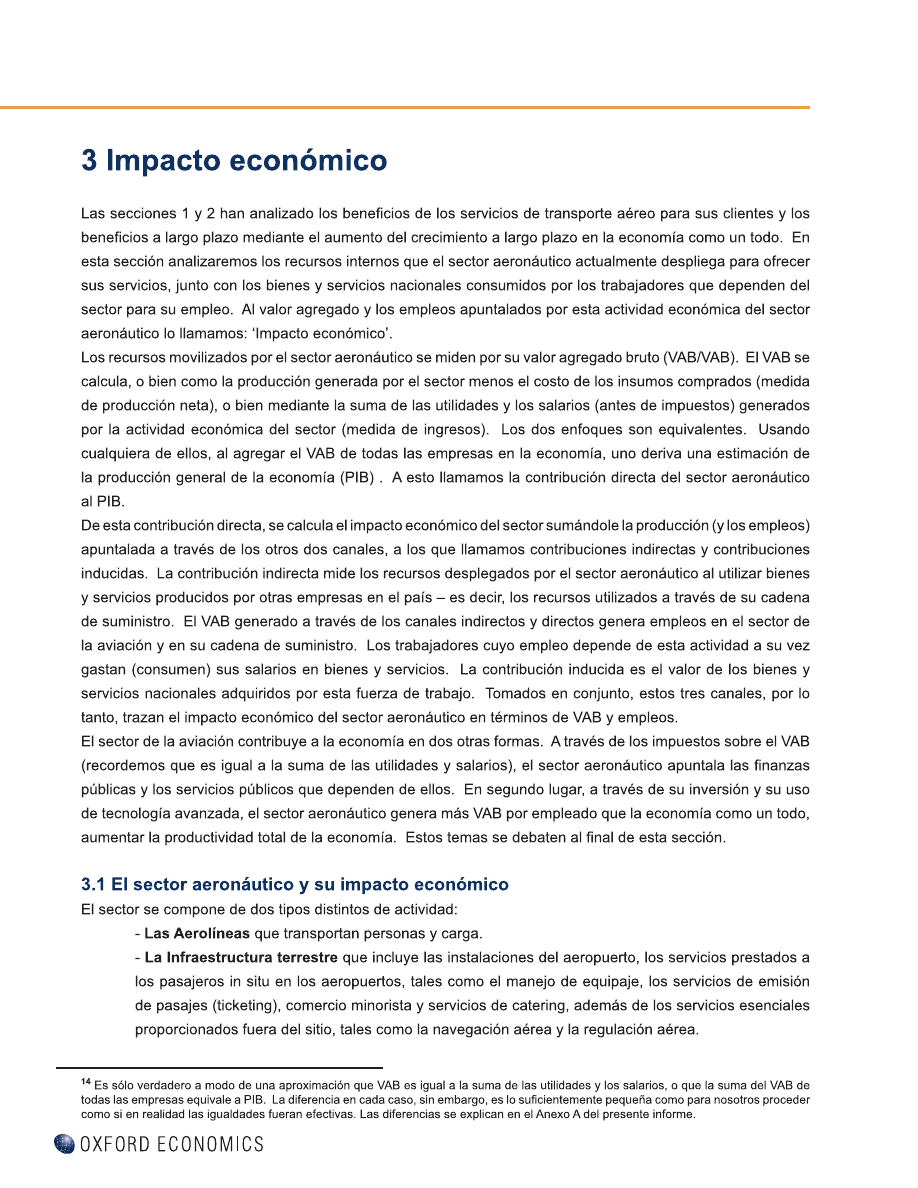 3 Impacto económico
Las secciones 1 y 2 han analizado los beneficios de los servicios de transporte aéreo para sus clientes y los
beneficios a largo plazo mediante el aumento del crecimiento a largo plazo en la economía como un todo.  En
esta sección analizaremos los recursos internos que el sector aeronáutico actualmente despliega para ofrecer
sus servicios, junto con los bienes y servicios nacionales consumidos por los trabajadores que dependen del
sector para su empleo.  Al valor agregado y los empleos apuntalados por esta actividad económica del sector
aeronáutico lo llamamos: ‘Impacto económico’.
Los recursos movilizados por el sector aeronáutico se miden por su valor agregado bruto (VAB/VAB).  El VAB se
calcula, o bien como la producción generada por el sector menos el costo de los insumos comprados (medida
de producción neta), o bien mediante la suma de las utilidades y los salarios (antes de impuestos) generados
por la actividad económica del sector (medida de ingresos).  Los dos enfoques son equivalentes.  Usando
cualquiera de ellos, al agregar el VAB de todas las empresas en la economía, uno deriva una estimación de
la producción general de la economía (PIB) .  A esto llamamos la contribución directa del sector aeronáutico
al PIB.
De esta contribución directa, se calcula el impacto económico del sector sumándole la producción (y los empleos)
apuntalada a través de los otros dos canales, a los que llamamos contribuciones indirectas y contribuciones
inducidas.  La contribución indirecta mide los recursos desplegados por el sector aeronáutico al utilizar bienes
y servicios producidos por otras empresas en el país – es decir, los recursos utilizados a través de su cadena
de suministro.  El VAB generado a través de los canales indirectos y directos genera empleos en el sector de
la aviación y en su cadena de suministro.  Los trabajadores cuyo empleo depende de esta actividad a su vez
gastan (consumen) sus salarios en bienes y servicios.  La contribución inducida es el valor de los bienes y
servicios nacionales adquiridos por esta fuerza de trabajo.  Tomados en conjunto, estos tres canales, por lo
tanto, trazan el impacto económico del sector aeronáutico en términos de VAB y empleos.
El sector de la aviación contribuye a la economía en dos otras formas.  A través de los impuestos sobre el VAB
(recordemos que es igual a la suma de las utilidades y salarios), el sector aeronáutico apuntala las finanzas
públicas y los servicios públicos que dependen de ellos.  En segundo lugar, a través de su inversión y su uso
de tecnología avanzada, el sector aeronáutico genera más VAB por empleado que la economía como un todo,
aumentar la productividad total de la economía.  Estos temas se debaten al final de esta sección.
3.1 El sector aeronáutico y su impacto económico
El sector se compone de dos tipos distintos de actividad:
- Las Aerolíneas que transportan personas y carga.
- La Infraestructura terrestre que incluye las instalaciones del aeropuerto, los servicios prestados a
los pasajeros in situ en los aeropuertos, tales como el manejo de equipaje, los servicios de emisión
de pasajes (ticketing), comercio minorista y servicios de catering, además de los servicios esenciales
proporcionados fuera del sitio, tales como la navegación aérea y la regulación aérea.
14 Es sólo verdadero a modo de una aproximación que VAB es igual a la suma de las utilidades y los salarios, o que la suma del VAB de
todas las empresas equivale a PIB.  La diferencia en cada caso, sin embargo, es lo suficientemente pequeña como para nosotros proceder
como si en realidad las igualdades fueran efectivas. Las diferencias se explican en el Anexo A del presente informe.
OXFORD ECONOMICS